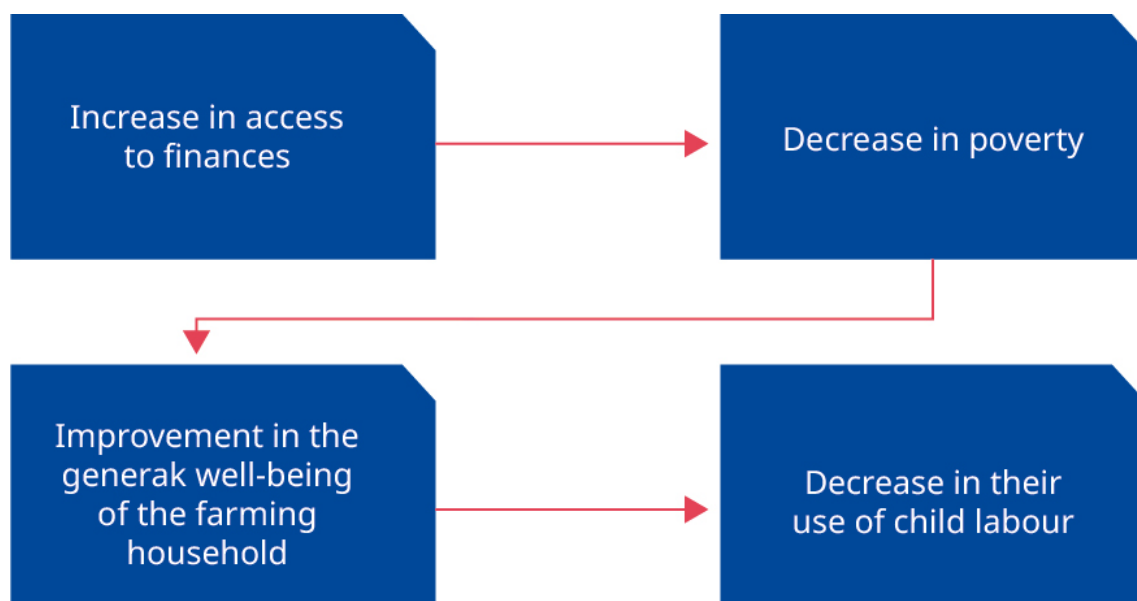 Increase in access
to finances
Decrease in poverty
Improvement in the
generak well-being
of the farming
household
Decrease in their
use of child labour